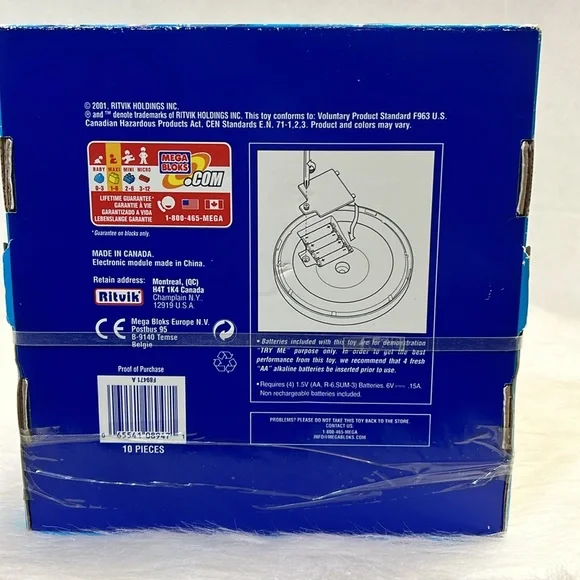 © 2001, RITVIK HOLDINGS INC.
® and ™ denote trademarks of RITVIK HOLDINGS INC. This toy conforms to: Voluntary Product Standard F963 U.S.
Canadian Hazardous Products Act. CEN Standards E.N. 71-1,2,3. Product and colors may vary.
BABY MAXI MINI MICRO
0-3 1-6 2-6 3-12
MEGA BLOKS .COM
LIFETIME GUARANTEE*
GARANTIE À VIE
GARANTIZADO A VIDA
LEBENSLANGE GARANTIE
1-800-465-MEGA
*Guarantee on blocks only.
MADE IN CANADA.
Electronic module made in China.
Retain address:
Ritvik
Montreal, (QC)
H4T 1K4 Canada
Champlain N.Y.
12919 U.S.A.
CE
Mega Bloks Europe N.V.
Postbus 95
B-9140 Temse
Belgie
Proof of Purchase
F89471 A
0 65541 08947 1
10 PIECES
• Batteries included with this toy are for demonstration
"TRY ME" purpose only. In order to get the best
performance from this toy, we recommend that 4 fresh
"AA" alkaline batteries be inserted prior to use.
• Requires (4) 1.5V (AA, R-6,SUM-3) Batteries. 6V .15A.
Non rechargeable batteries included.
PROBLEMS? PLEASE DO NOT TAKE THIS TOY BACK TO THE STORE.
CONTACT US:
1-800-465-MEGA
INFO@MEGABLOKS.COM